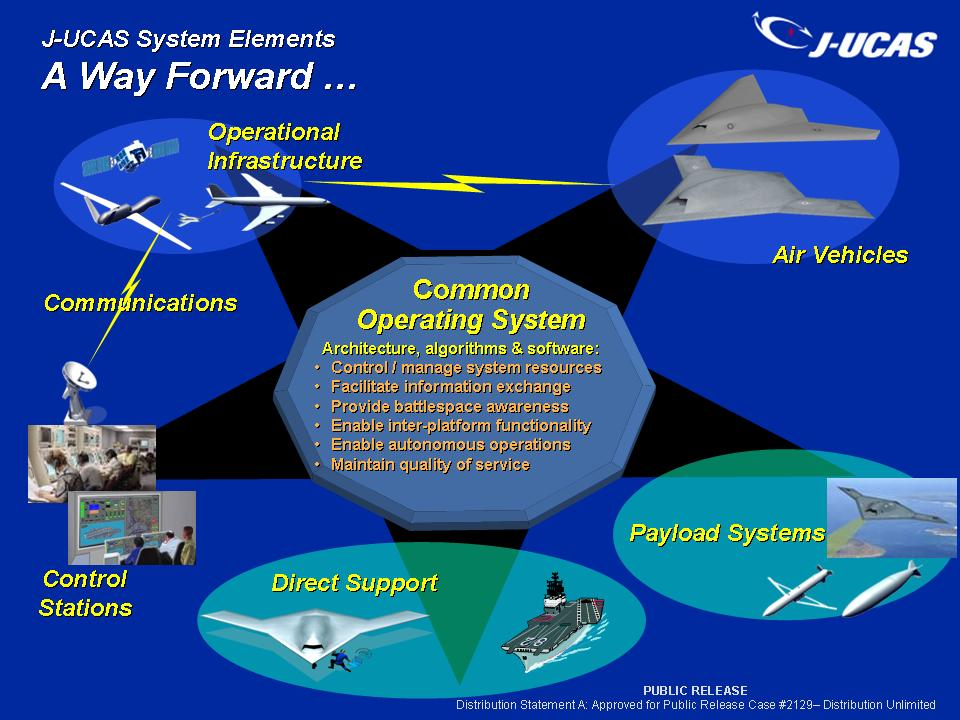 J-UCAS System Elements
A Way Forward ...
J-UCAS
Operational
Infrastructure
Air Vehicles
Communications
Common
Operating System
Architecture, algorithms & software:
• Control / manage system resources
• Facilitate information exchange
• Provide battlespace awareness
• Enable inter-platform functionality
• Enable autonomous operations
• Maintain quality of service
Payload Systems
Control
Stations
Direct Support
PUBLIC RELEASE
Distribution Statement A: Approved for Public Release Case #2129– Distribution Unlimited